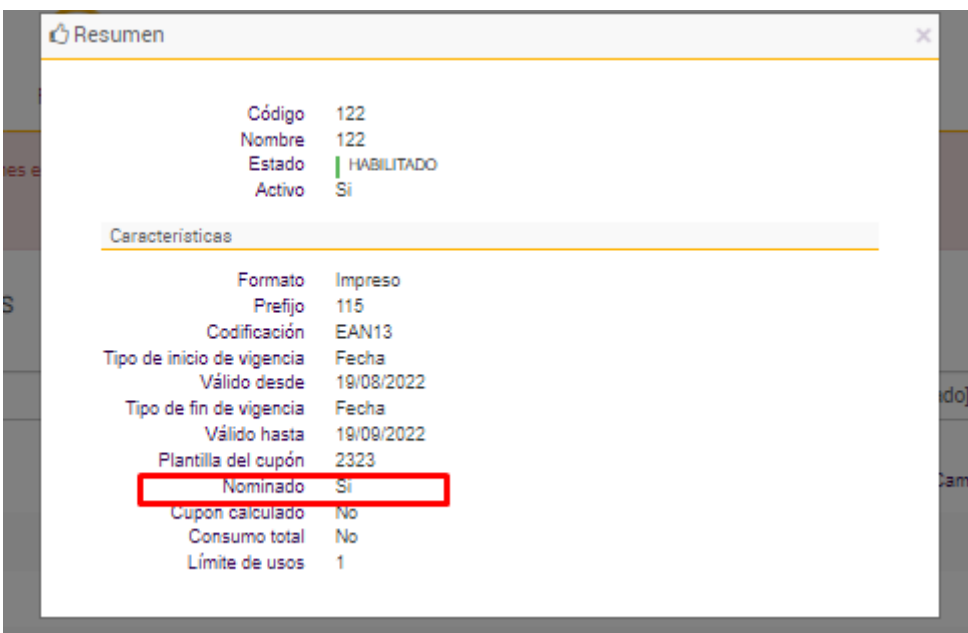 Resumen ×
Código 122
Nombre 122
Estado HABILITADO
Activo Si
Características
Formato Impreso
Prefijo 115
Codificación EAN13
Tipo de inicio de vigencia Fecha
Válido desde 19/08/2022
Tipo de fin de vigencia Fecha
Válido hasta 19/09/2022
Plantilla del cupón 2323
Nominado Si
Cupon calculado No
Consumo total No
Límite de usos 1